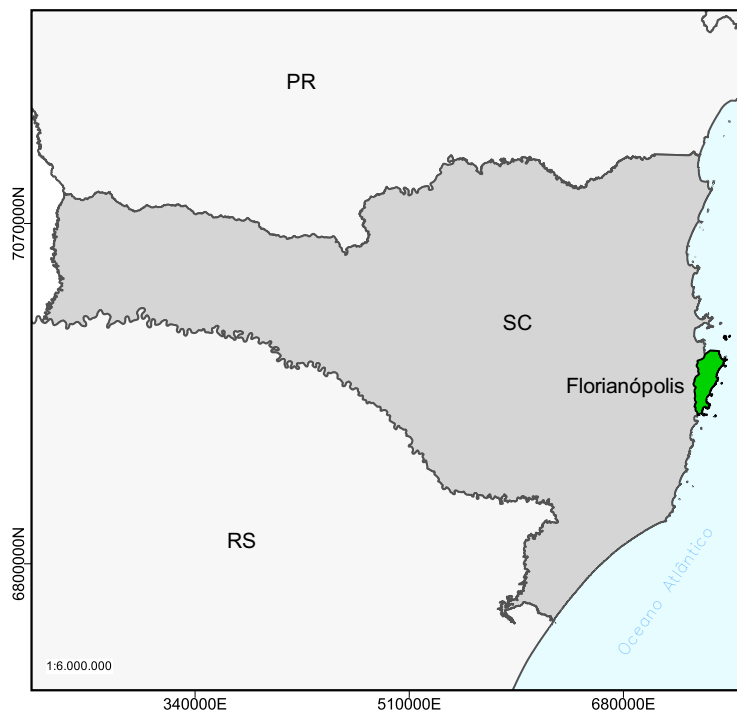 PR
7070000N
SC
Florianópolis
RS
6800000N
Oceano Atlântico
1:6.000.000
340000E
510000E
680000E